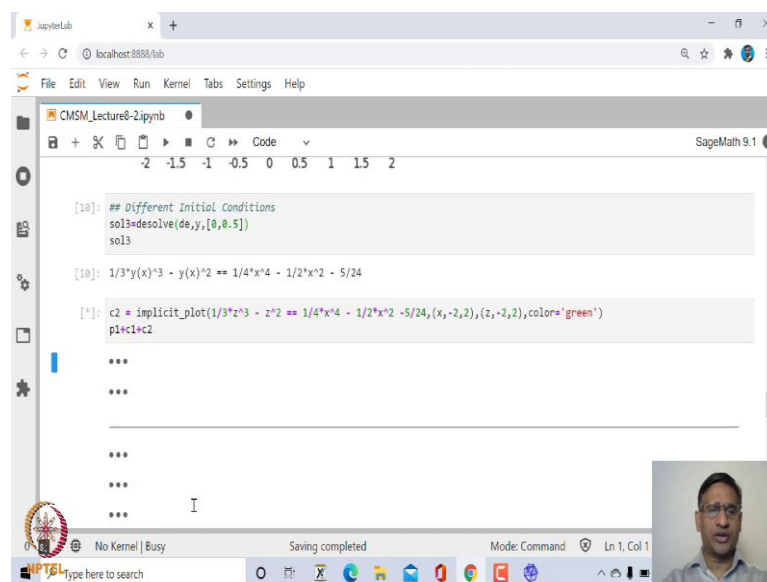 JupyterLab × +
localhost:8888/lab
File Edit View Run Kernel Tabs Settings Help
CMSM_Lecture8-2.ipynb
Code SageMath 9.1
-2 -1.5 -1 -0.5 0 0.5 1 1.5 2
[10]: ## Different Initial Conditions
sol3=desolve(de,y,[0,0.5])
sol3
[10]: 1/3*y(x)^3 - y(x)^2 == 1/4*x^4 - 1/2*x^2 - 5/24
[*]: c2 = implicit_plot(1/3*z^3 - z^2 == 1/4*x^4 - 1/2*x^2 -5/24,(x,-2,2),(z,-2,2),color='green')
p1+c1+c2
•••
•••
•••
•••
•••
0 No Kernel | Busy Saving completed Mode: Command Ln 1, Col 1
NPTEL Type here to search